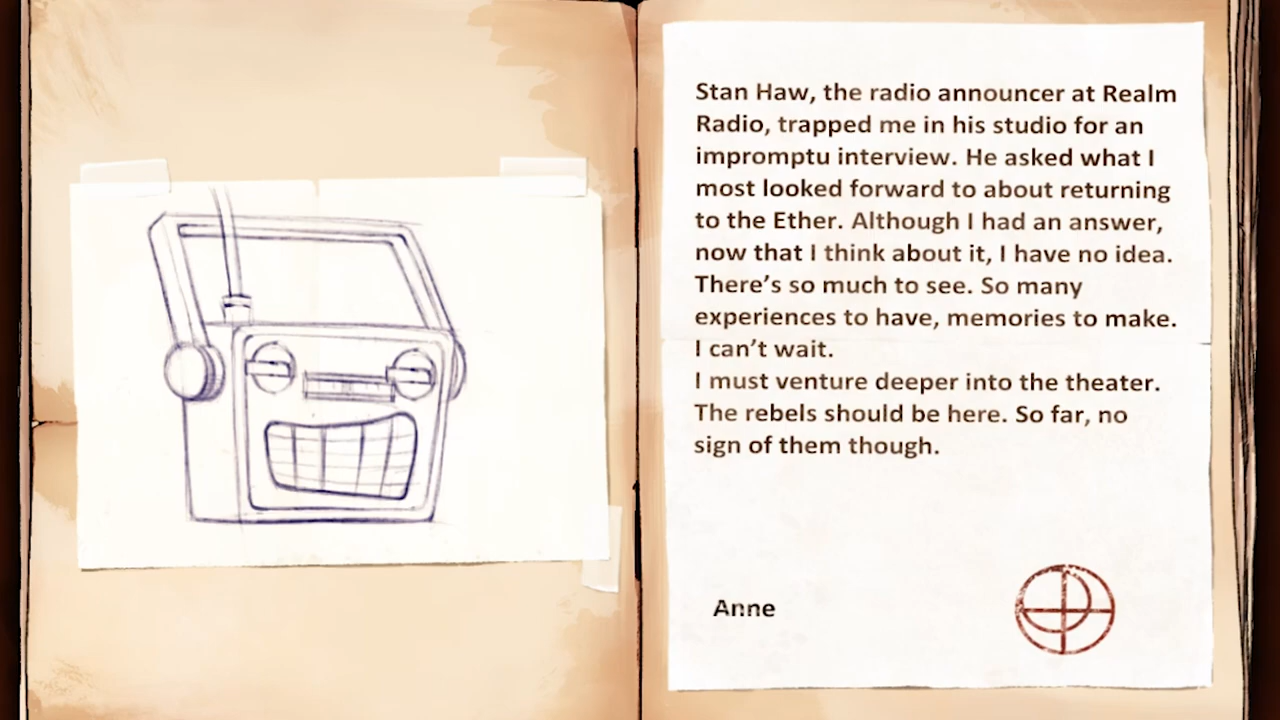 Stan Haw, the radio announcer at Realm
Radio, trapped me in his studio for an
impromptu interview. He asked what I
most looked forward to about returning
to the Ether. Although I had an answer,
now that I think about it, I have no idea.
There’s so much to see. So many
experiences to have, memories to make.
I can’t wait.
I must venture deeper into the theater.
The rebels should be here. So far, no
sign of them though.
Anne